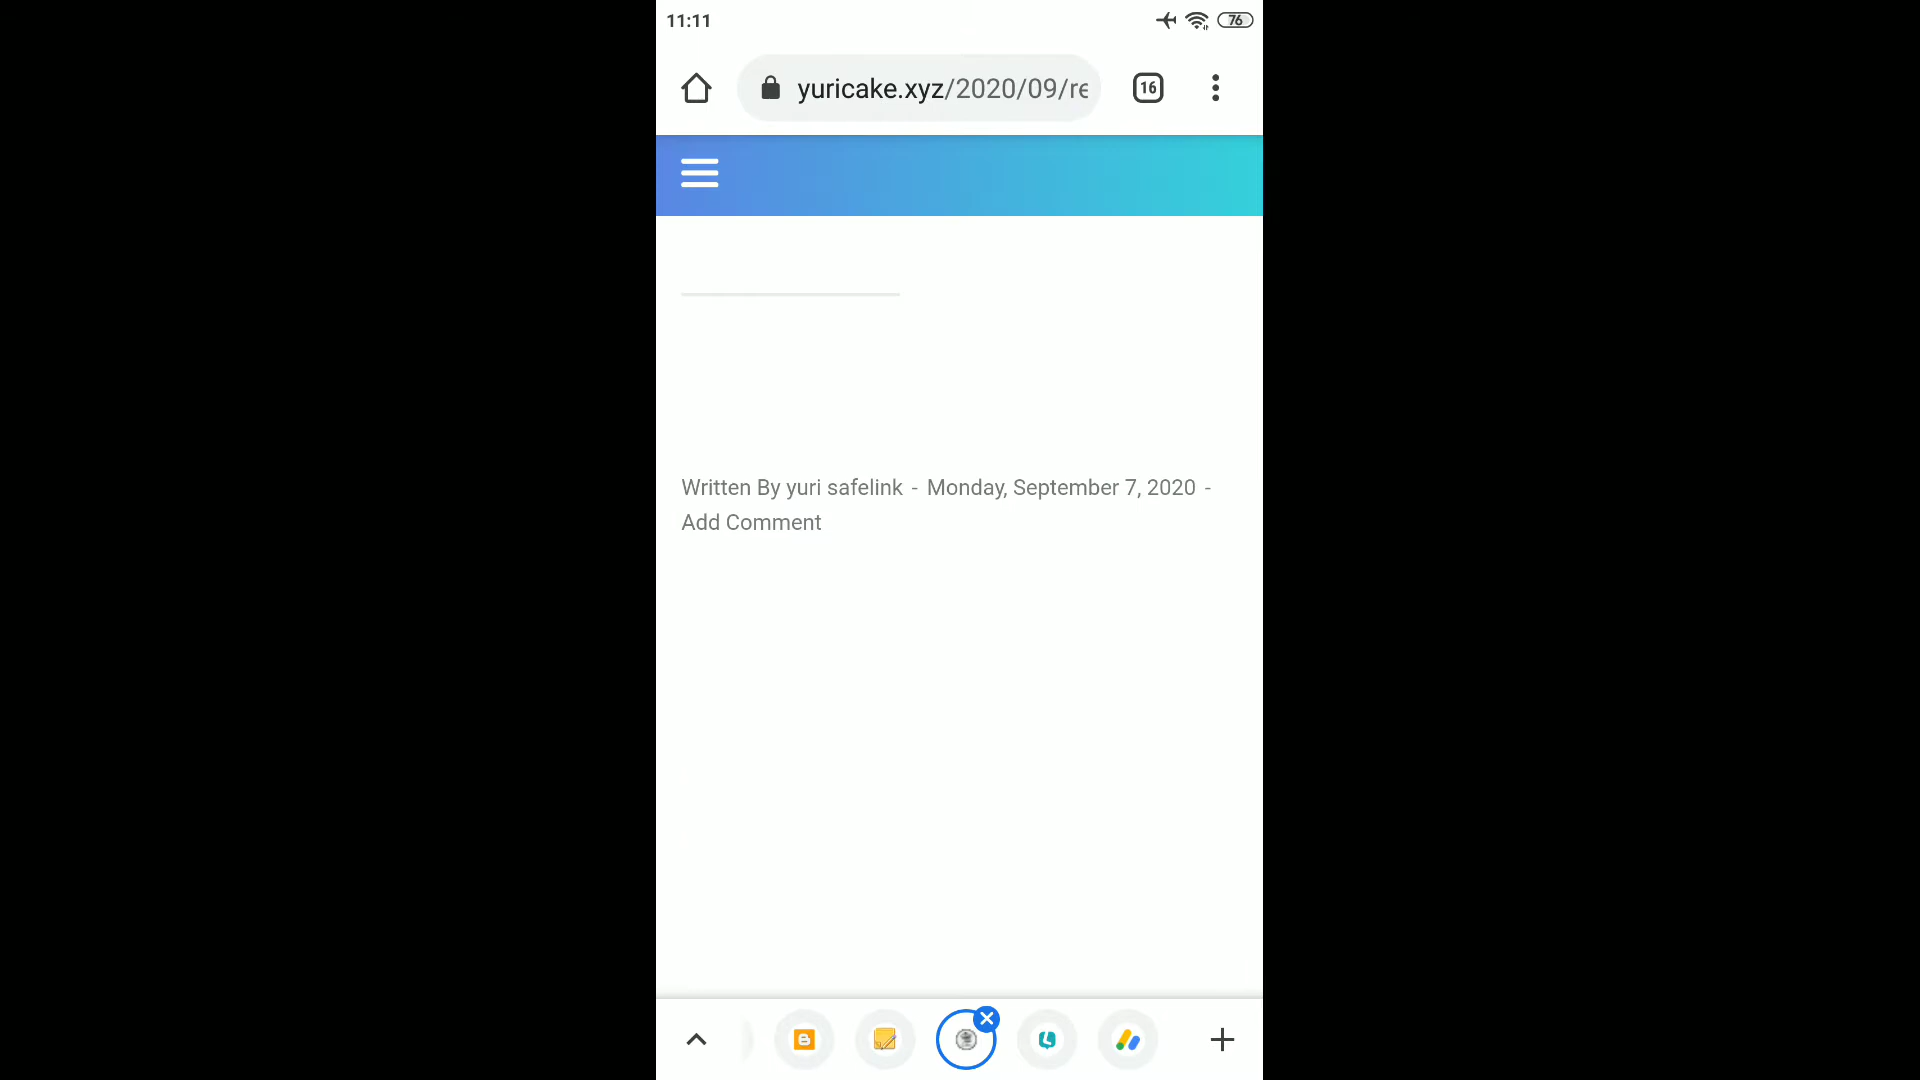 11:11
76
yuricake.xyz/2020/09/re
16
Written By yuri safelink - Monday, September 7, 2020 -
Add Comment